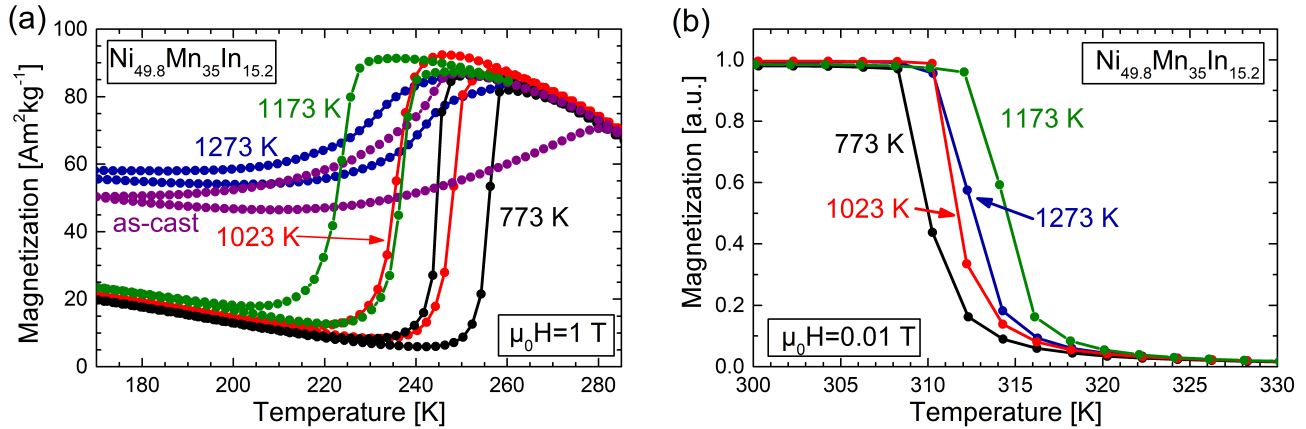 (a)
Magnetization [Am²kg⁻¹]
100
80
60
40
20
0
Ni₄₉.₈Mn₃₅In₁₅.₂
1173 K
1273 K
as-cast
1023 K
773 K
μ₀H=1 T
180 200 220 240 260 280
Temperature [K]
(b)
Magnetization [a.u.]
1.0
0.8
0.6
0.4
0.2
0.0
Ni₄₉.₈Mn₃₅In₁₅.₂
1173 K
773 K
1023 K
1273 K
μ₀H=0.01 T
300 305 310 315 320 325 330
Temperature [K]